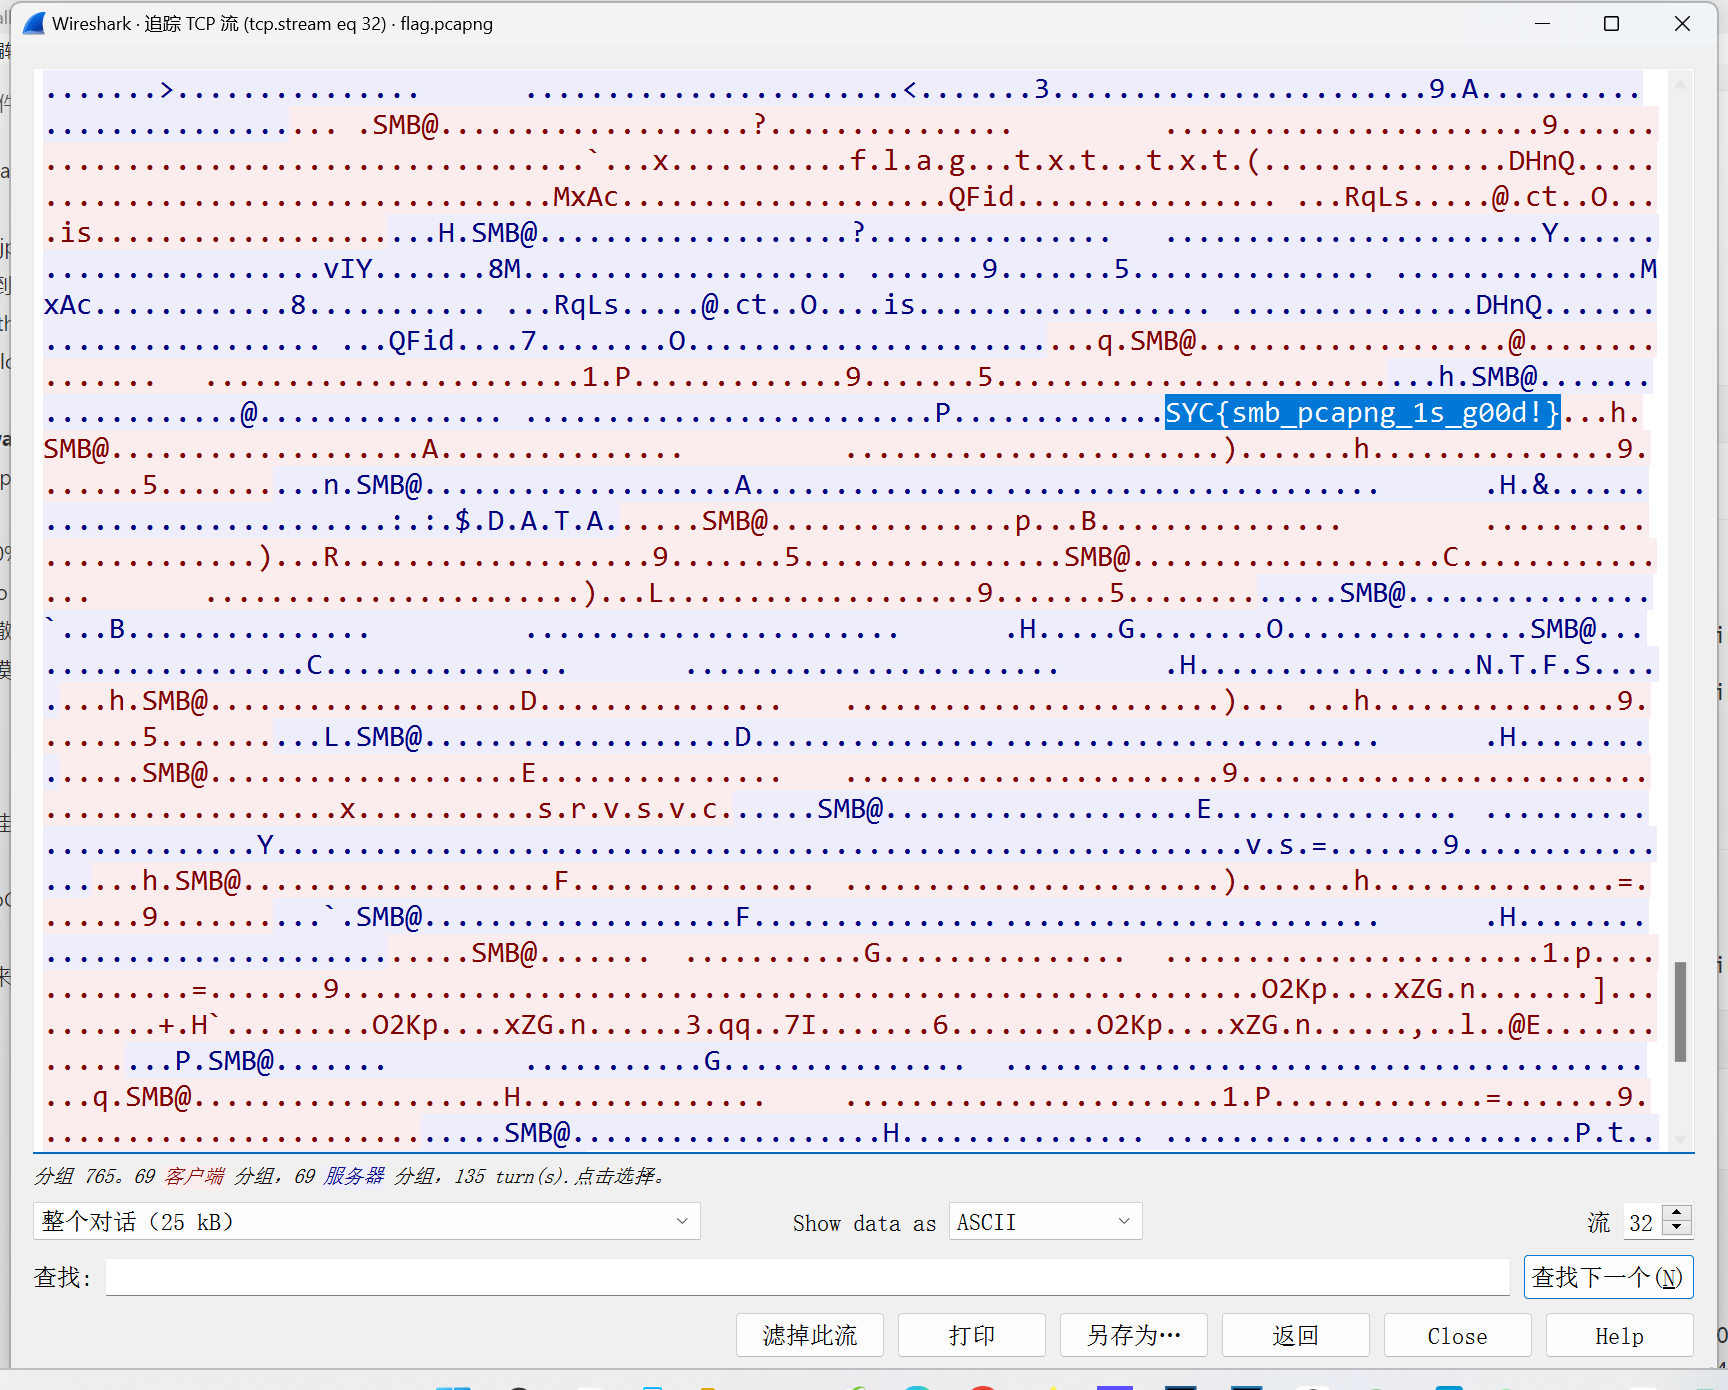 Wireshark · 追踪 TCP 流 (tcp.stream eq 32) · flag.pcapng
.......>............... .......................<.......3.......................9.A..........
.................. .SMB@...................?............... .......................9......
.................................`...x...........f.l.a.g...t.x.t...t.x.t.(...............DHnQ.....
...............................MxAc....................QFid.................. ...RqLs.....@.ct..O...
.is.....................H.SMB@...................?............... .......................Y......
.................vIY.......8M.................... .......9.......5............... ...............M
xAc............8........... ...RqLs.....@.ct..O....is................... ................DHnQ.......
................. ...QFid....7........O..........................q.SMB@...................@........
....... .......................1.P.............9.......5...........................h.SMB@.......
............@.........................................P.............SYC{smb_pcapng_1s_g00d!}...h.
SMB@...................A............... .......................).......h...............9.
......5..........n.SMB@...................A............... ....................... .H.&......
.....................:.:.$.D.A.T.A......SMB@...............p...B............... ..........
.............)...R...................9.......5................SMB@...................C............
... .......................)...L...................9.......5.............SMB@...............
`...B............... ....................... .H.....G........O...............SMB@...
................C............... ....................... .H.................N.T.F.S....
....h.SMB@...................D............... .......................)... ...h...............9.
......5..........L.SMB@...................D............... ....................... .H........
......SMB@...................E............... .......................9.........................
..................x...........s.r.v.s.v.c......SMB@...................E............... ..........
.............Y...........................................................v.s.=.......9............
......h.SMB@...................F............... .......................).......h...............=.
......9..........`.SMB@...................F...................................... .H........
..........................SMB@....... ...........G............... .......................1.p....
.........=.......9........................................................O2Kp....xZG.n.......]...
.......+.H`.........O2Kp....xZG.n......3.qq..7I.......6.........O2Kp....xZG.n......,..l..@E.......
........P.SMB@....... ...........G............... .......................................
...q.SMB@...................H............... .......................1.P.............=.......9.
............................SMB@...................H............... .........................P.t..
分组 765。69 客户端 分组，69 服务器 分组，135 turn(s).点击选择。
整个对话（25 kB）
Show data as ASCII
流 32
查找:
查找下一个(N)
滤掉此流 打印 另存为… 返回 Close Help